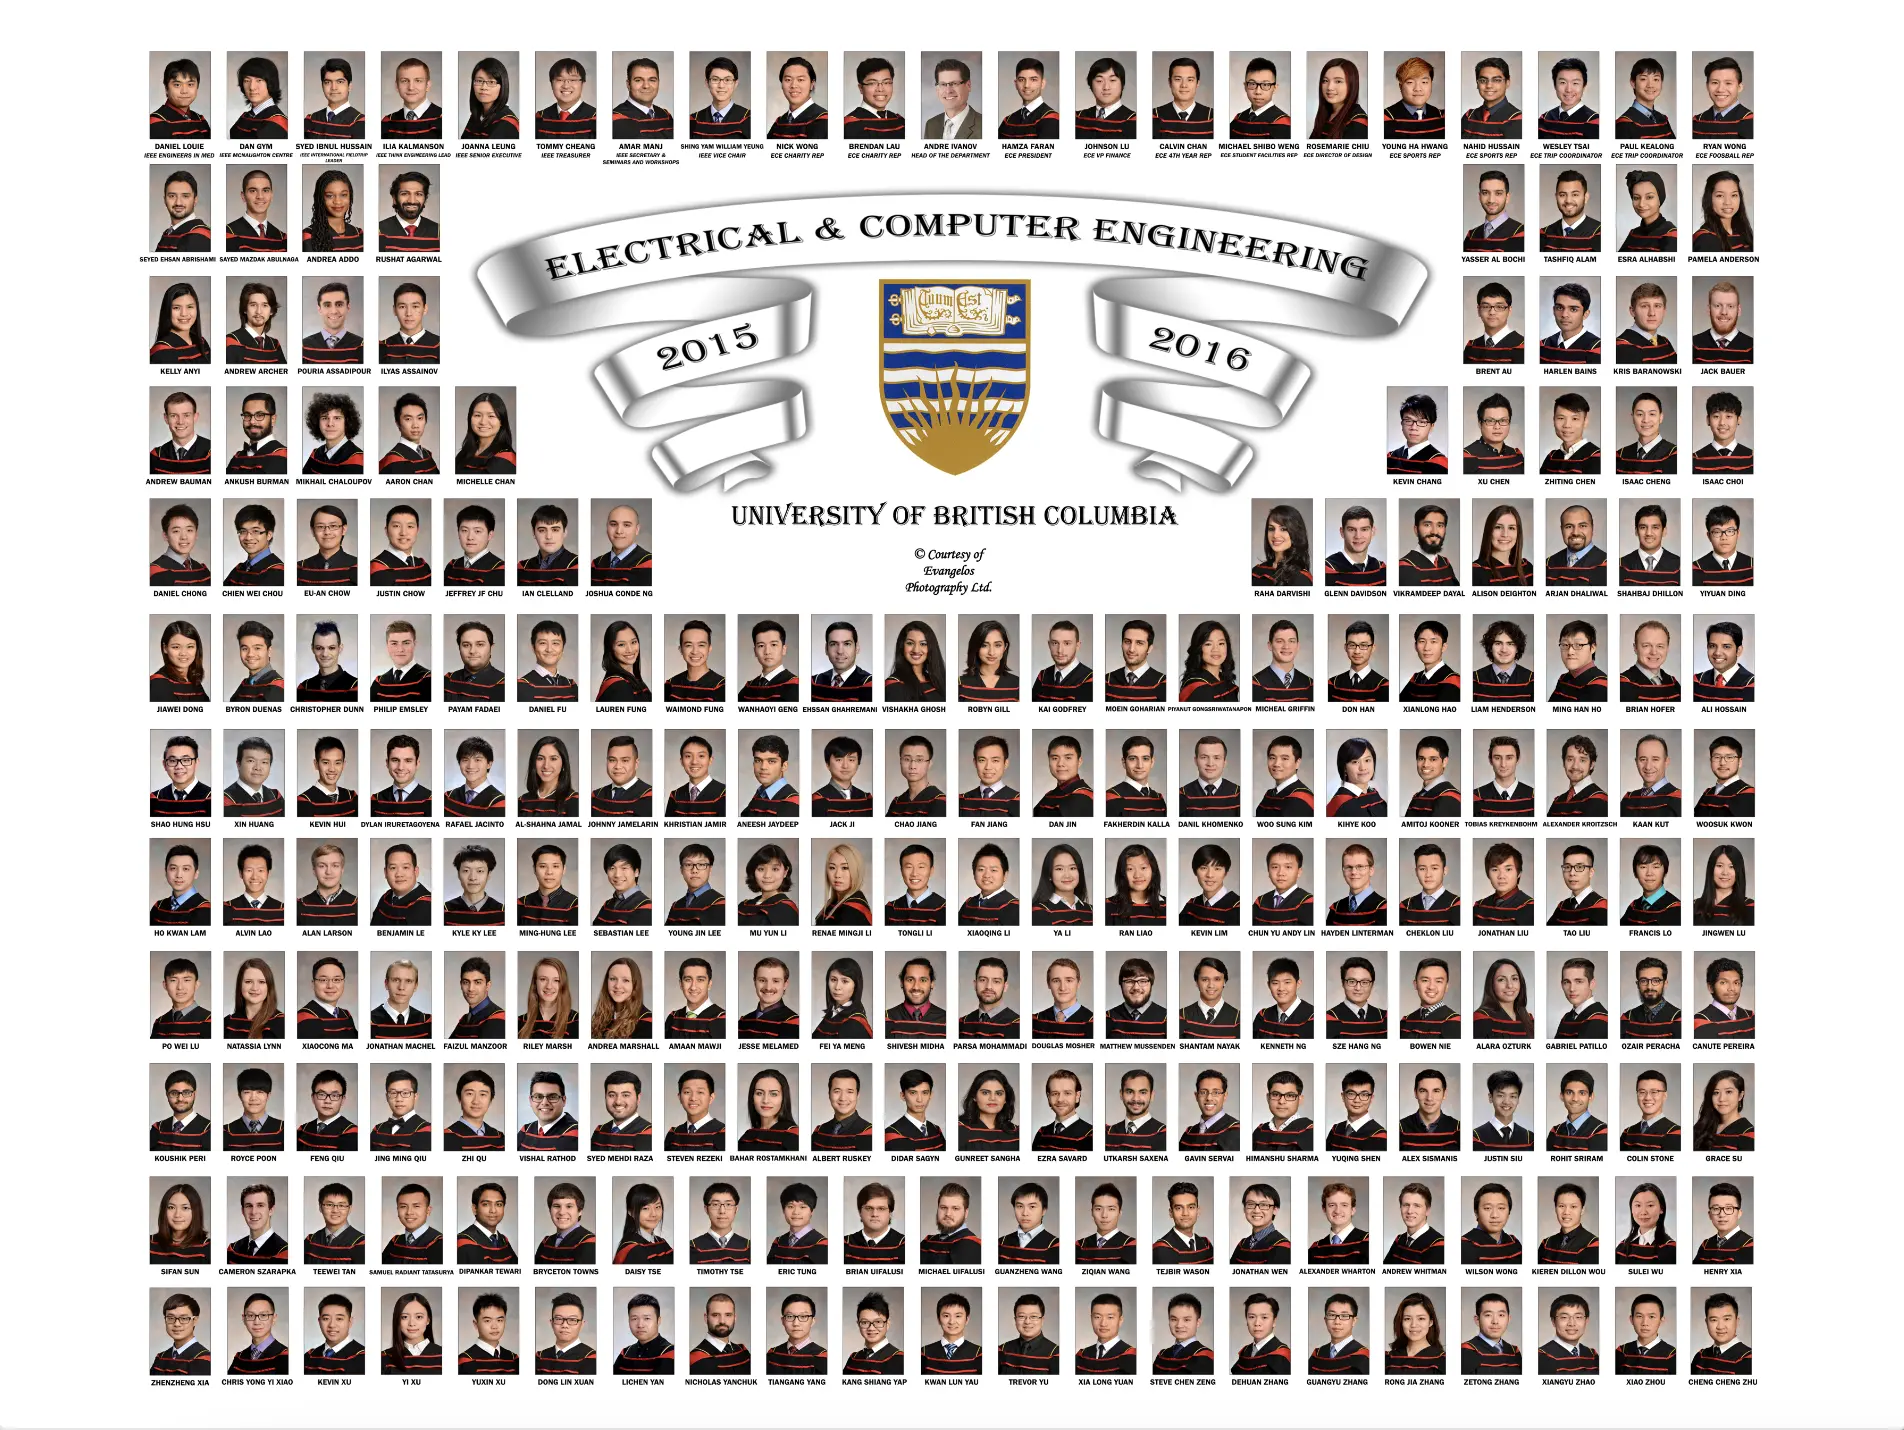 DANIEL LOUIE DAN GYM SYED IBNUL HUSSAIN ILIA KALMANSON JOANNA LEUNG TOMMY CHEANG AMAR MANJ SHING YAM WILLIAM YEUNG NICK WONG BRENDAN LAU ANDRE IVANOV HAMZA FARAN JOHNSON LU CALVIN CHAN MICHAEL SHIBO WENG ROSEMARIE CHIU YOUNG HA HWANG NAHID HUSSAIN WESLEY TSAI PAUL KEALONG RYAN WONG
IEEE ENGINEERS IN MED IEEE MCNAUGHTON CENTRE IEEE INTERNATIONAL FIELDTRIP LEADER IEEE THINK ENGINEERING LEAD IEEE SENIOR EXECUTIVE IEEE TREASURER IEEE SECRETARY & SEMINARS AND WORKSHOPS IEEE VICE CHAIR ECE CHARITY REP ECE CHARITY REP HEAD OF THE DEPARTMENT ECE PRESIDENT ECE VP FINANCE ECE 4TH YEAR REP ECE STUDENT FACILITIES REP ECE DIRECTOR OF DESIGN ECE SPORTS REP ECE SPORTS REP ECE TRIP COORDINATOR ECE TRIP COORDINATOR ECE FOOSBALL REP
ELECTRICAL & COMPUTER ENGINEERING
SEYED EHSAN ABRISHAMI SAYED MAZDAK ABULNAGA ANDREA ADDO RUSHAT AGARWAL YASSER AL BOCHI TASHFIQ ALAM ESRA ALHABSHI PAMELA ANDERSON
Tuum Est
2015 2016
KELLY ANYI ANDREW ARCHER POURIA ASSADIPOUR ILYAS ASSAINOV BRENT AU HARLEN BAINS KRIS BARANOWSKI JACK BAUER
ANDREW BAUMAN ANKUSH BURMAN MIKHAIL CHALOUPOV AARON CHAN MICHELLE CHAN KEVIN CHANG XU CHEN ZHITING CHEN ISAAC CHENG ISAAC CHOI
UNIVERSITY OF BRITISH COLUMBIA
© Courtesy of
Evangelos
Photography Ltd.
DANIEL CHONG CHIEN WEI CHOU EU-AN CHOW JUSTIN CHOW JEFFREY JF CHU IAN CLELLAND JOSHUA CONDE NG RAHA DARVISHI GLENN DAVIDSON VIKRAMDEEP DAYAL ALISON DEIGHTON ARJAN DHALIWAL SHAHBAJ DHILLON YIYUAN DING
JIAWEI DONG BYRON DUENAS CHRISTOPHER DUNN PHILIP EMSLEY PAYAM FADAEI DANIEL FU LAUREN FUNG WAIMOND FUNG WANHAOYI GENG EHSSAN GHAHREMANI VISHAKHA GHOSH ROBYN GILL KAI GODFREY MOEIN GOHARIAN PIYANUT GONGSRIWATANAPON MICHEAL GRIFFIN DON HAN XIANLONG HAO LIAM HENDERSON MING HAN HO BRIAN HOFER ALI HOSSAIN
SHAO HUNG HSU XIN HUANG KEVIN HUI DYLAN IRURETAGOYENA RAFAEL JACINTO AL-SHAHNA JAMAL JOHNNY JAMELARIN KHRISTIAN JAMIR ANEESH JAYDEEP JACK JI CHAO JIANG FAN JIANG DAN JIN FAKHERDIN KALLA DANIL KHOMENKO WOO SUNG KIM KIHYE KOO AMITOJ KOONER TOBIAS KREYKENBOHM ALEXANDER KROITZSCH KAAN KUT WOOSUK KWON
HO KWAN LAM ALVIN LAO ALAN LARSON BENJAMIN LE KYLE KY LEE MING-HUNG LEE SEBASTIAN LEE YOUNG JIN LEE MU YUN LI RENAE MINGJI LI TONGLI LI XIAOQING LI YA LI RAN LIAO KEVIN LIM CHUN YU ANDY LIN HAYDEN LINTERMAN CHEKLON LIU JONATHAN LIU TAO LIU FRANCIS LO JINGWEN LU
PO WEI LU NATASSIA LYNN XIAOCONG MA JONATHAN MACHEL FAIZUL MANZOOR RILEY MARSH ANDREA MARSHALL AMAAN MAWJI JESSE MELAMED FEI YA MENG SHIVESH MIDHA PARSA MOHAMMADI DOUGLAS MOSHER MATTHEW MUSSENDEN SHANTAM NAYAK KENNETH NG SZE HANG NG BOWEN NIE ALARA OZTURK GABRIEL PATILLO OZAIR PERACHA CANUTE PEREIRA
KOUSHIK PERI ROYCE POON FENG QIU JING MING QIU ZHI QU VISHAL RATHOD SYED MEHDI RAZA STEVEN REZEKI BAHAR ROSTAMKHANI ALBERT RUSKEY DIDAR SAGYN GUNREET SANGHA EZRA SAVARD UTKARSH SAXENA GAVIN SERVAI HIMANSHU SHARMA YUQING SHEN ALEX SISMANIS JUSTIN SIU ROHIT SRIRAM COLIN STONE GRACE SU
SIFAN SUN CAMERON SZARAPKA TEEWEI TAN SAMUEL RADIANT TATASURYA DIPANKAR TEWARI BRYCETON TOWNS DAISY TSE TIMOTHY TSE ERIC TUNG BRIAN UIFALUSI MICHAEL UIFALUSI GUANZHENG WANG ZIQIAN WANG TEJBIR WASON JONATHAN WEN ALEXANDER WHARTON ANDREW WHITMAN WILSON WONG KIEREN DILLON WOU SULEI WU HENRY XIA
ZHENZHENG XIA CHRIS YONG YI XIAO KEVIN XU YI XU YUXIN XU DONG LIN XUAN LICHEN YAN NICHOLAS YANCHUK TIANGANG YANG KANG SHIANG YAP KWAN LUN YAU TREVOR YU XIA LONG YUAN STEVE CHEN ZENG DEHUAN ZHANG GUANGYU ZHANG RONG JIA ZHANG ZETONG ZHANG XIANGYU ZHAO XIAO ZHOU CHENG CHENG ZHU